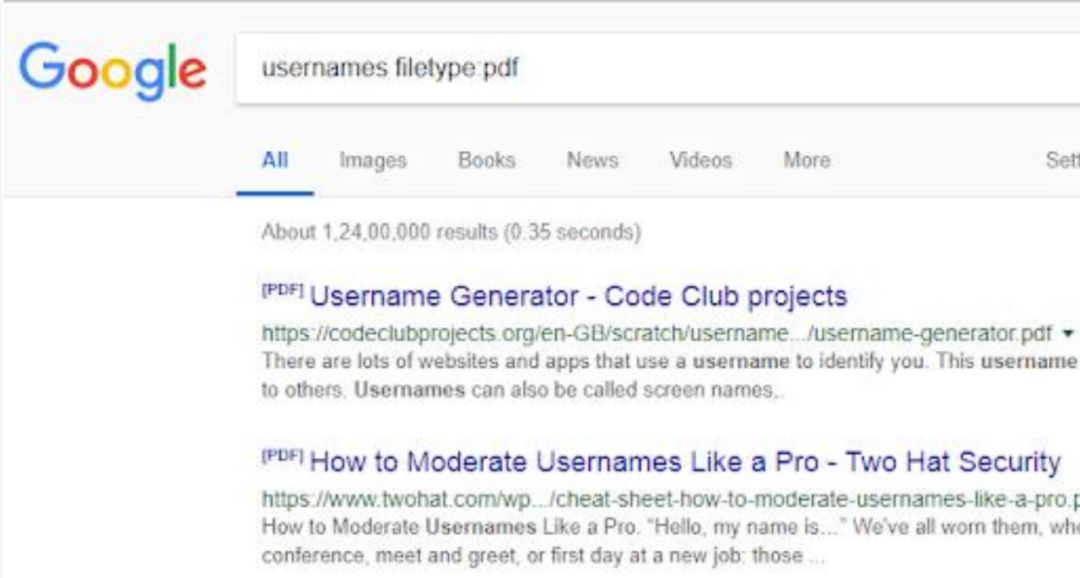 Google
usernames filetype:pdf
All Images Books News Videos More
About 1,24,00,000 results (0.35 seconds)
[PDF] Username Generator - Code Club projects
https://codeclubprojects.org/en-GB/scratch/username.../username-generator.pdf
There are lots of websites and apps that use a username to identify you. This username
to others. Usernames can also be called screen names,.
[PDF] How to Moderate Usernames Like a Pro - Two Hat Security
https://www.twohat.com/wp.../cheat-sheet-how-to-moderate-usernames-like-a-pro.p
How to Moderate Usernames Like a Pro. “Hello, my name is...” We've all worn them,
conference, meet and greet, or first day at a new job: those ...